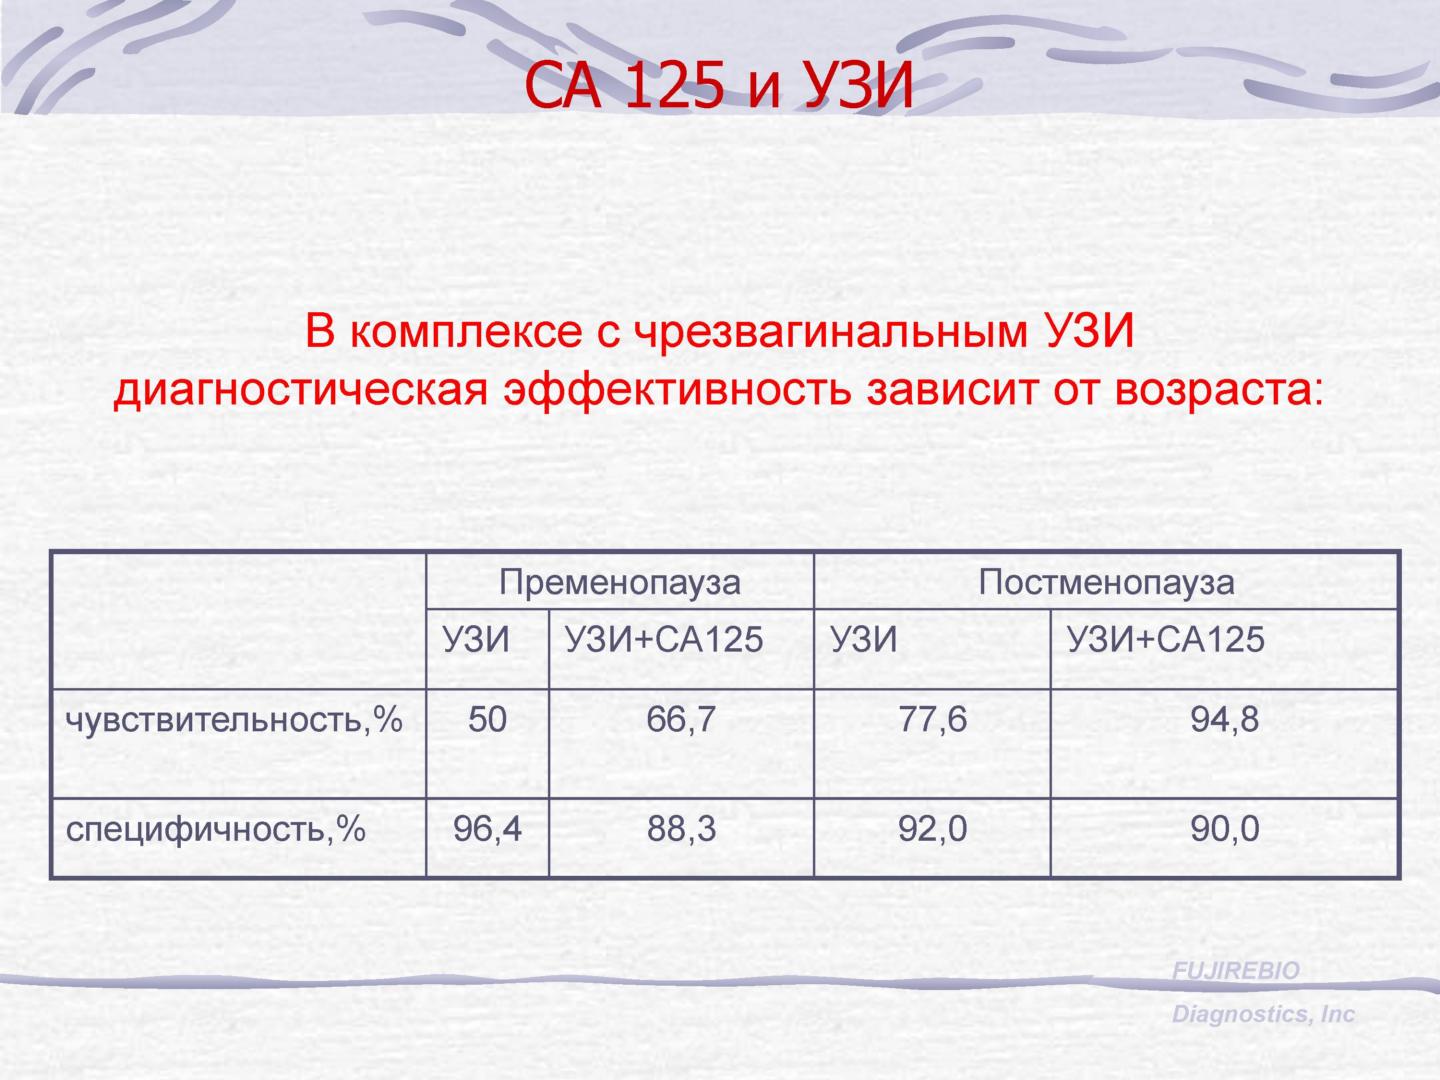 СА 125 и УЗИ
В комплексе с чрезвагинальным УЗИ
диагностическая эффективность зависит от возраста:
Пременопауза Постменопауза
УЗИ УЗИ+СА125 УЗИ УЗИ+СА125
чувствительность,% 50 66,7 77,6 94,8
специфичность,% 96,4 88,3 92,0 90,0
FUJIREBIO
Diagnostics, Inc